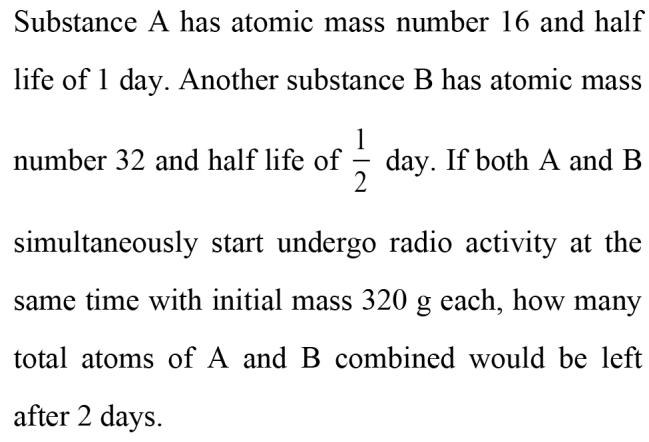 Substance A has atomic mass number 16 and half
life of 1 day. Another substance B has atomic mass
number 32 and half life of 1/2 day. If both A and B
simultaneously start undergo radio activity at the
same time with initial mass 320 g each, how many
total atoms of A and B combined would be left
after 2 days.